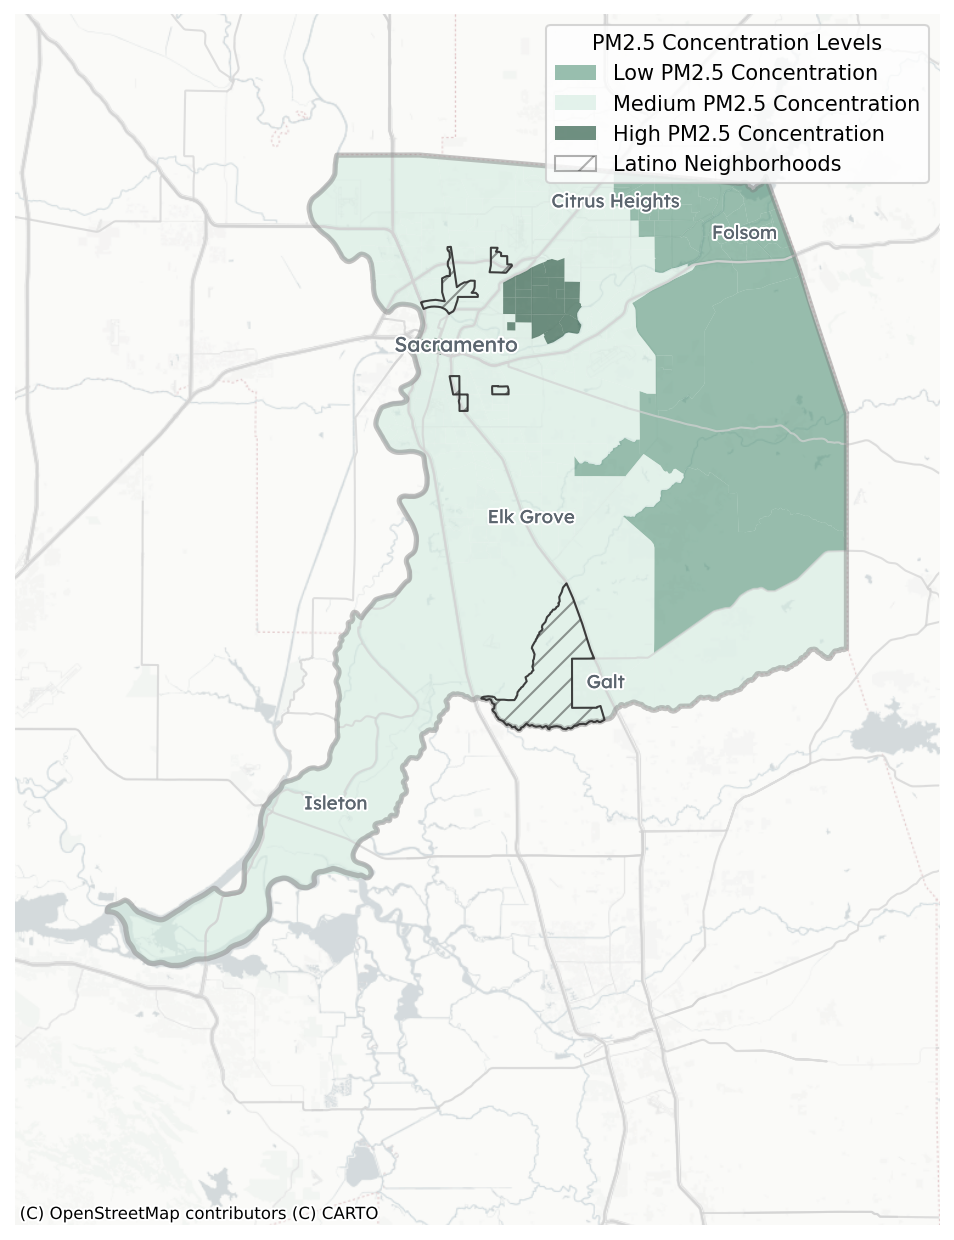 PM2.5 Concentration Levels
Low PM2.5 Concentration
Medium PM2.5 Concentration
High PM2.5 Concentration
Latino Neighborhoods
Citrus Heights
Folsom
Sacramento
Elk Grove
Galt
Isleton
(C) OpenStreetMap contributors (C) CARTO